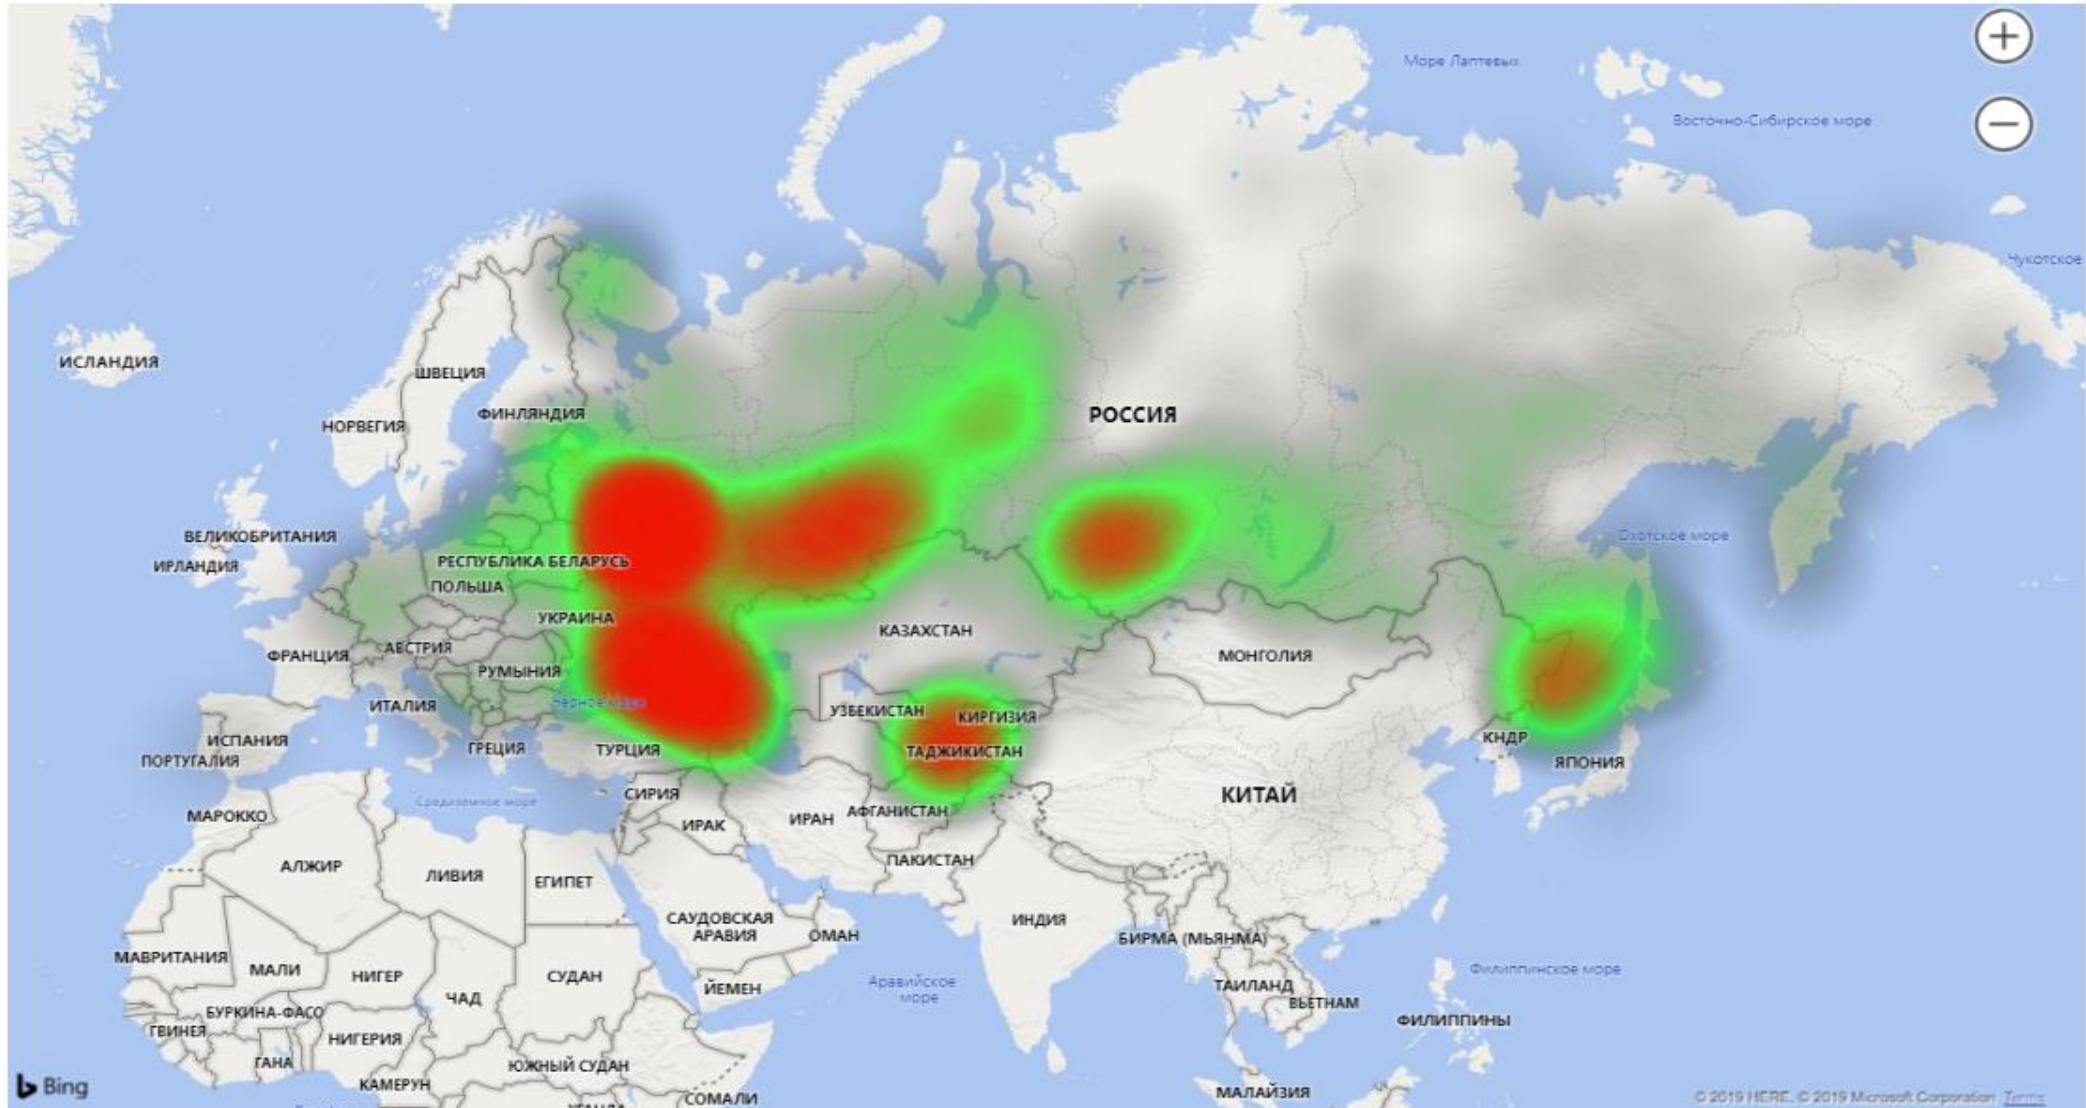 Море Лаптевых
Восточно-Сибирское море
Чукотское
ИСЛАНДИЯ
ШВЕЦИЯ
ФИНЛЯНДИЯ
НОРВЕГИЯ
РОССИЯ
ВЕЛИКОБРИТАНИЯ
ИРЛАНДИЯ
РЕСПУБЛИКА БЕЛАРУСЬ
ПОЛЬША
Охотское море
УКРАИНА
КАЗАХСТАН
АВСТРИЯ
ФРАНЦИЯ
РУМЫНИЯ
МОНГОЛИЯ
Черное море
ИТАЛИЯ
УЗБЕКИСТАН
КИРГИЗИЯ
ИСПАНИЯ
ПОРТУГАЛИЯ
ГРЕЦИЯ
ТУРЦИЯ
ТАДЖИКИСТАН
КНДР
ЯПОНИЯ
СИРИЯ
КИТАЙ
Средиземное море
МАРОККО
ИРАК
ИРАН
АФГАНИСТАН
АЛЖИР
ЛИВИЯ
ЕГИПЕТ
ПАКИСТАН
САУДОВСКАЯ
АРАВИЯ
ОМАН
ИНДИЯ
БИРМА (МЬЯНМА)
МАВРИТАНИЯ
МАЛИ
НИГЕР
СУДАН
ЧАД
ЙЕМЕН
Аравийское
море
Филиппинское море
ТАИЛАНД
ВЬЕТНАМ
БУРКИНА-ФАСО
ГВИНЕЯ
НИГЕРИЯ
ФИЛИППИНЫ
ГАНА
ЮЖНЫЙ СУДАН
КАМЕРУН
СОМАЛИ
МАЛАЙЗИЯ
Bing
© 2019 HERE, © 2019 Microsoft Corporation Terms